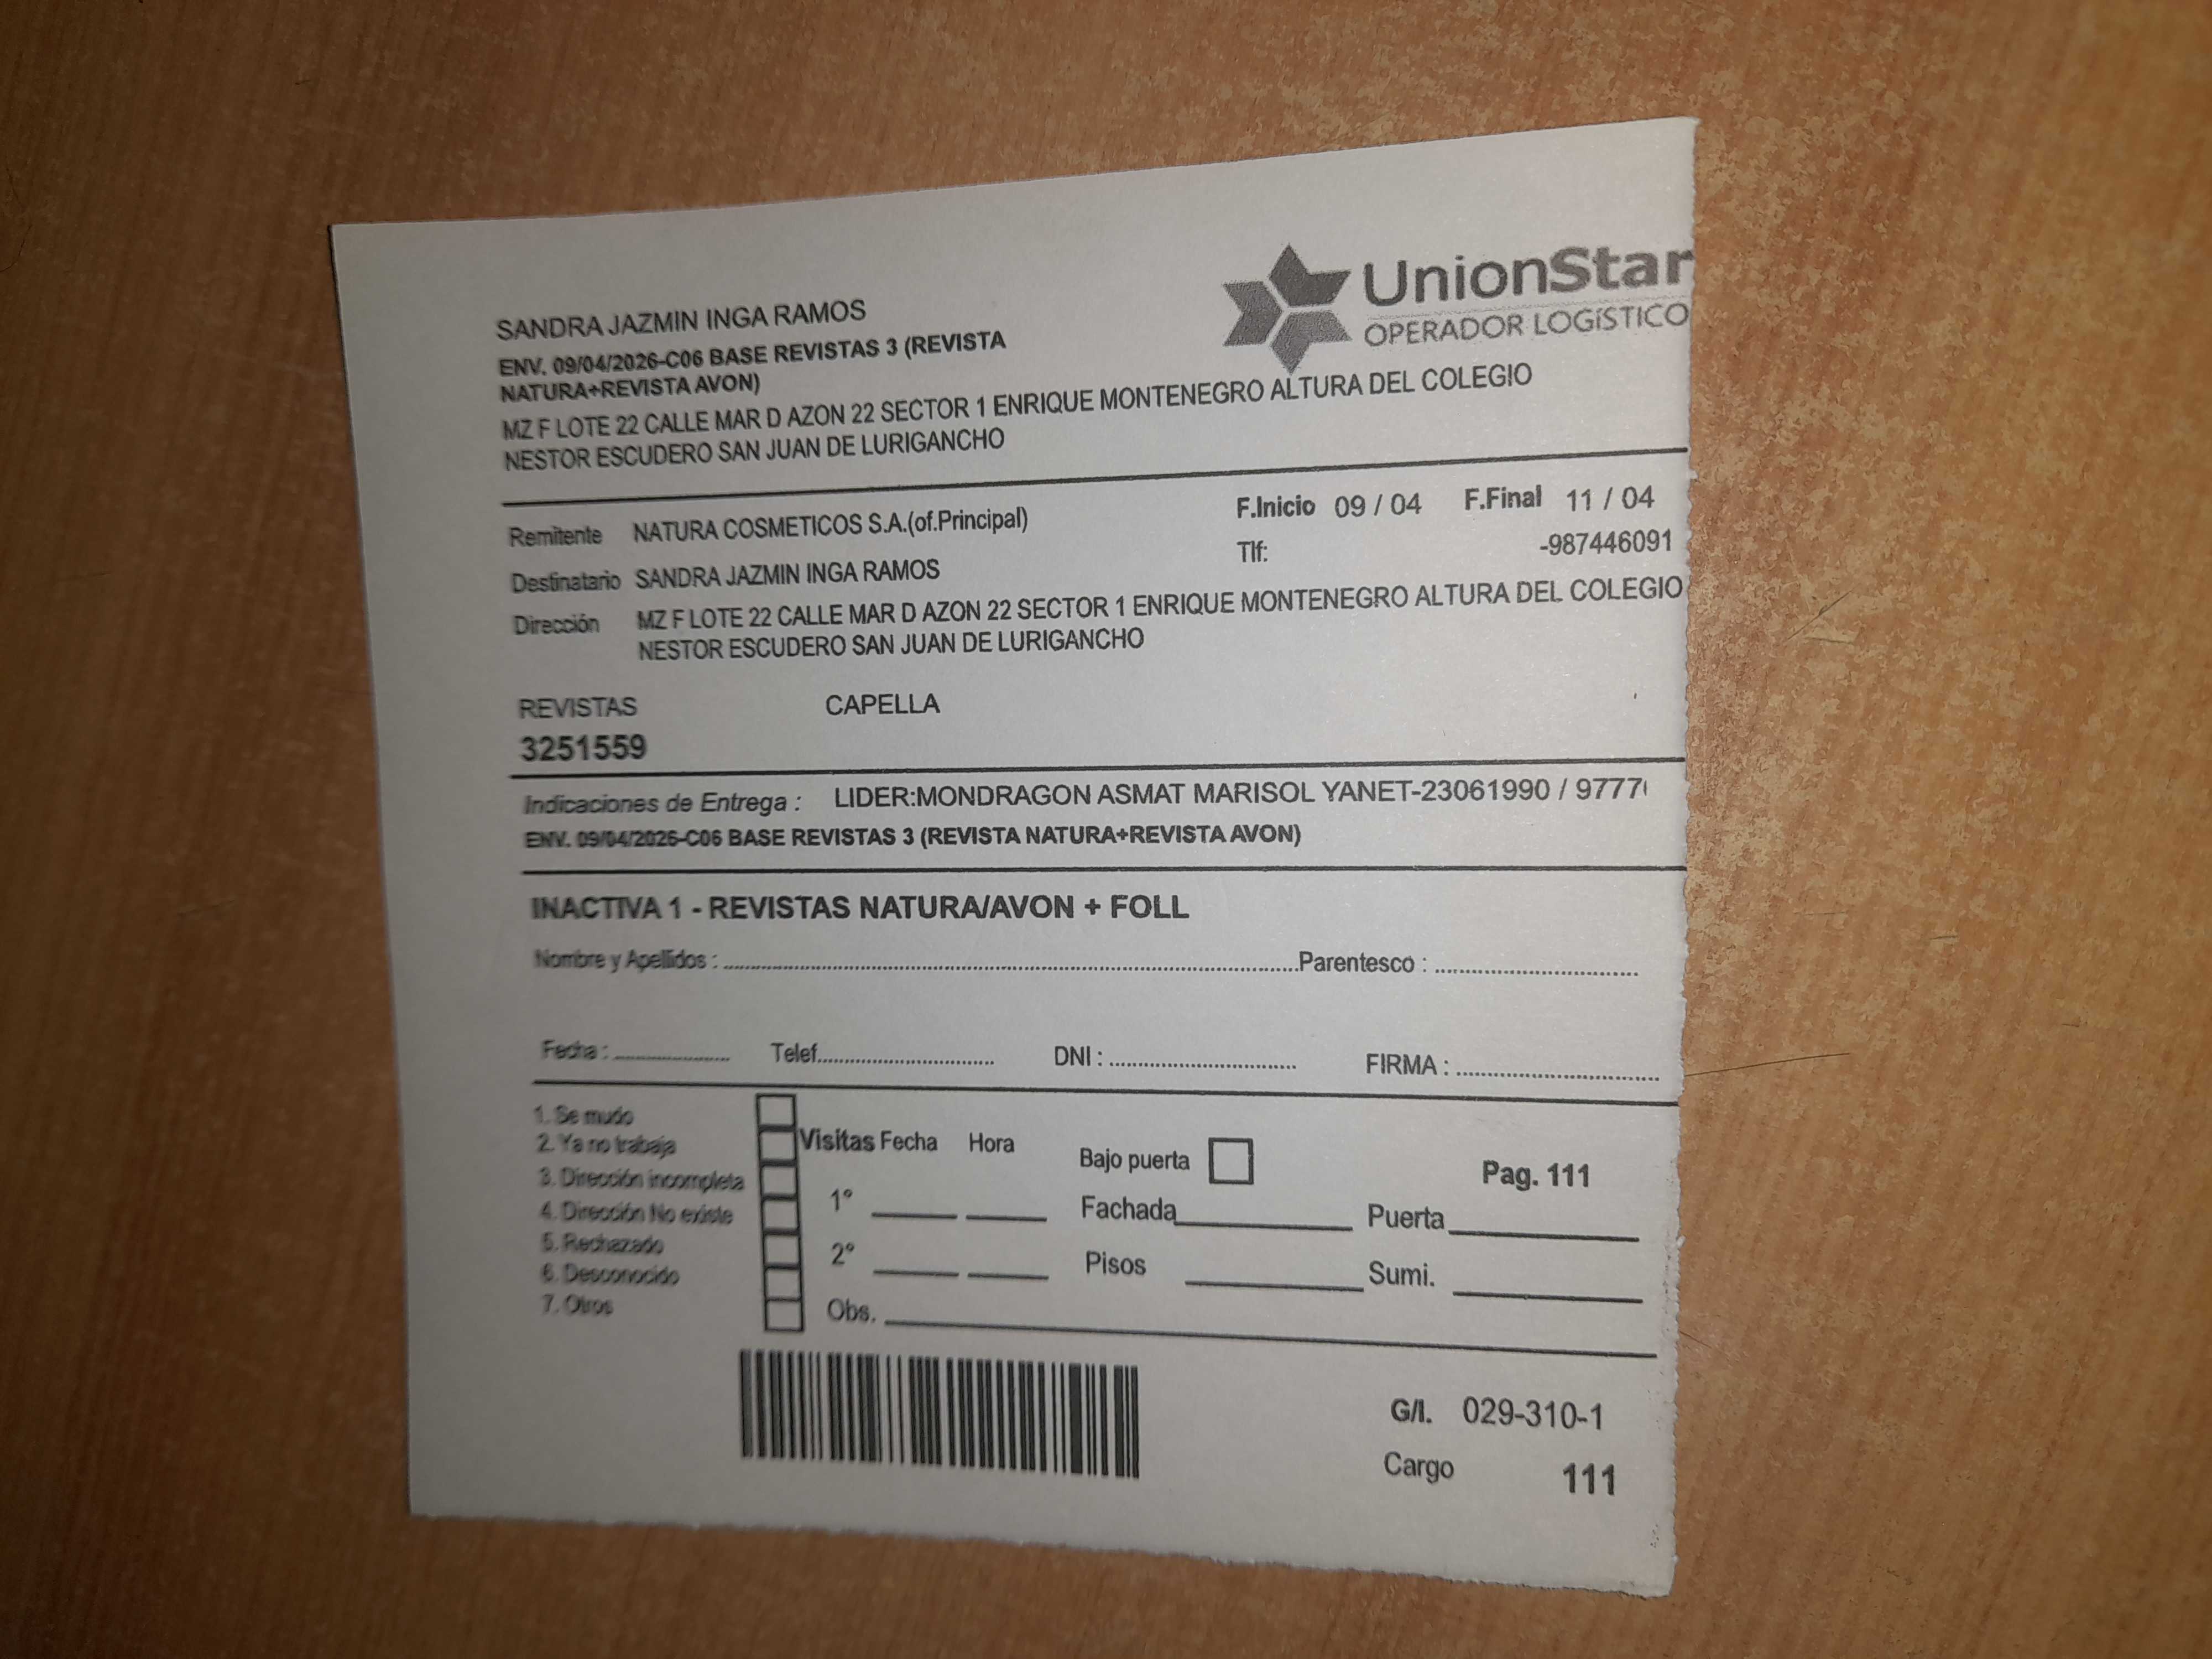 SANDRA JAZMIN INGA RAMOS
ENV. 09/04/2026-C06 BASE REVISTAS 3 (REVISTA
NATURA+REVISTA AVON)
MZ F LOTE 22 CALLE MAR D AZON 22 SECTOR 1 ENRIQUE MONTENEGRO ALTURA DEL COLEGIO
NESTOR ESCUDERO SAN JUAN DE LURIGANCHO
UnionStar
OPERADOR LOGÍSTICO
Remitente NATURA COSMETICOS S.A.(of.Principal)
F.Inicio 09 / 04 F.Final 11 / 04
Tlf: -987446091
Destinatario SANDRA JAZMIN INGA RAMOS
Dirección MZ F LOTE 22 CALLE MAR D AZON 22 SECTOR 1 ENRIQUE MONTENEGRO ALTURA DEL COLEGIO
NESTOR ESCUDERO SAN JUAN DE LURIGANCHO
REVISTAS CAPELLA
3251559
Indicaciones de Entrega : LIDER:MONDRAGON ASMAT MARISOL YANET-23061990 / 9777
ENV. 09/04/2026-C06 BASE REVISTAS 3 (REVISTA NATURA+REVISTA AVON)
INACTIVA 1 - REVISTAS NATURA/AVON + FOLL
Nombre y Apellidos : Parentesco :
Fecha : Telef. DNI : FIRMA :
1. Se mudo
2. Ya no trabaja
3. Dirección incompleta
4. Dirección No existe
5. Rechazado
6. Desconocido
7. Otros
Visitas Fecha Hora
1°
2°
Obs.
Bajo puerta
Pag. 111
Fachada Puerta
Pisos Sumi.
G/I. 029-310-1
Cargo 111